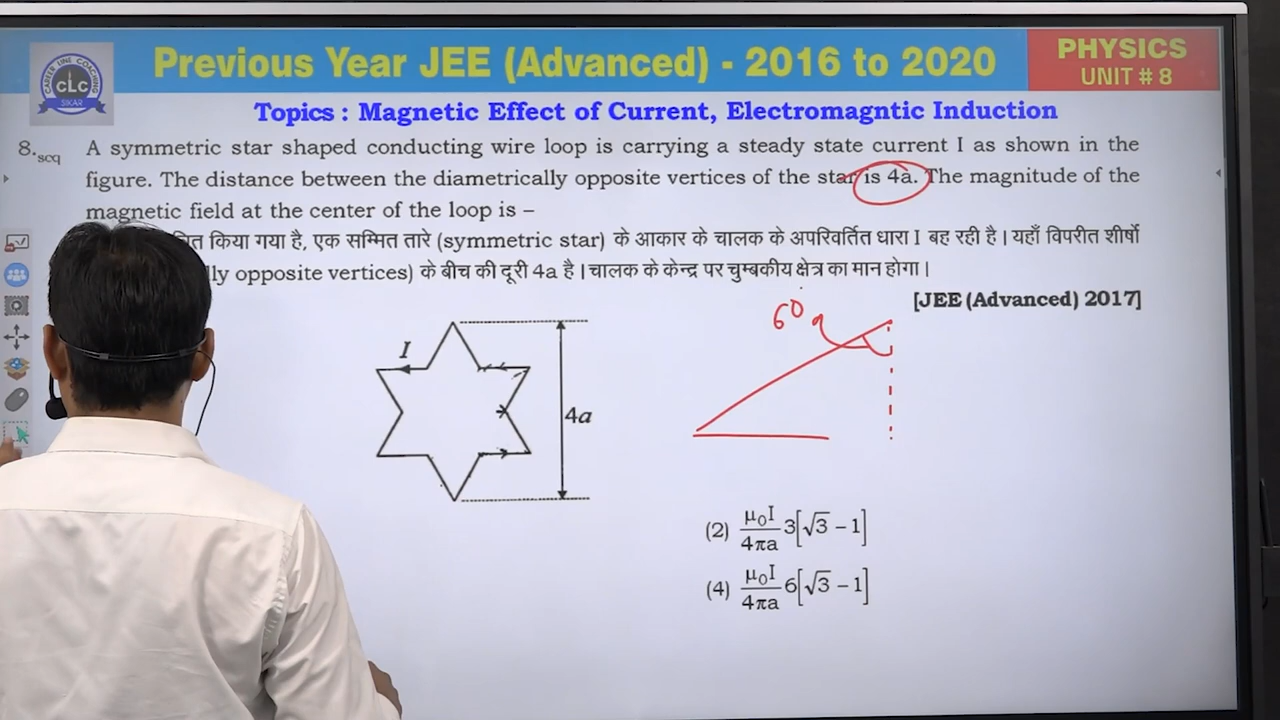 Previous Year JEE (Advanced) - 2016 to 2020
PHYSICS
UNIT # 8
CAREER LINE COACHING
CLC
SIKAR
Topics : Magnetic Effect of Current, Electromagntic Induction
8.scq A symmetric star shaped conducting wire loop is carrying a steady state current I as shown in the
figure. The distance between the diametrically opposite vertices of the star is 4a. The magnitude of the
magnetic field at the center of the loop is –
किया गया है, एक सम्मित तारे (symmetric star) के आकार के चालक के अपरिवर्तित धारा I बह रही है। यहाँ विपरीत शीर्षो
opposite vertices) के बीच की दूरी 4a है। चालक के केन्द्र पर चुम्बकीय क्षेत्र का मान होगा।
[JEE (Advanced) 2017]
60
I
4a
(2) μ₀I/4πa 3[√3 – 1]
(4) μ₀I/4πa 6[√3 – 1]